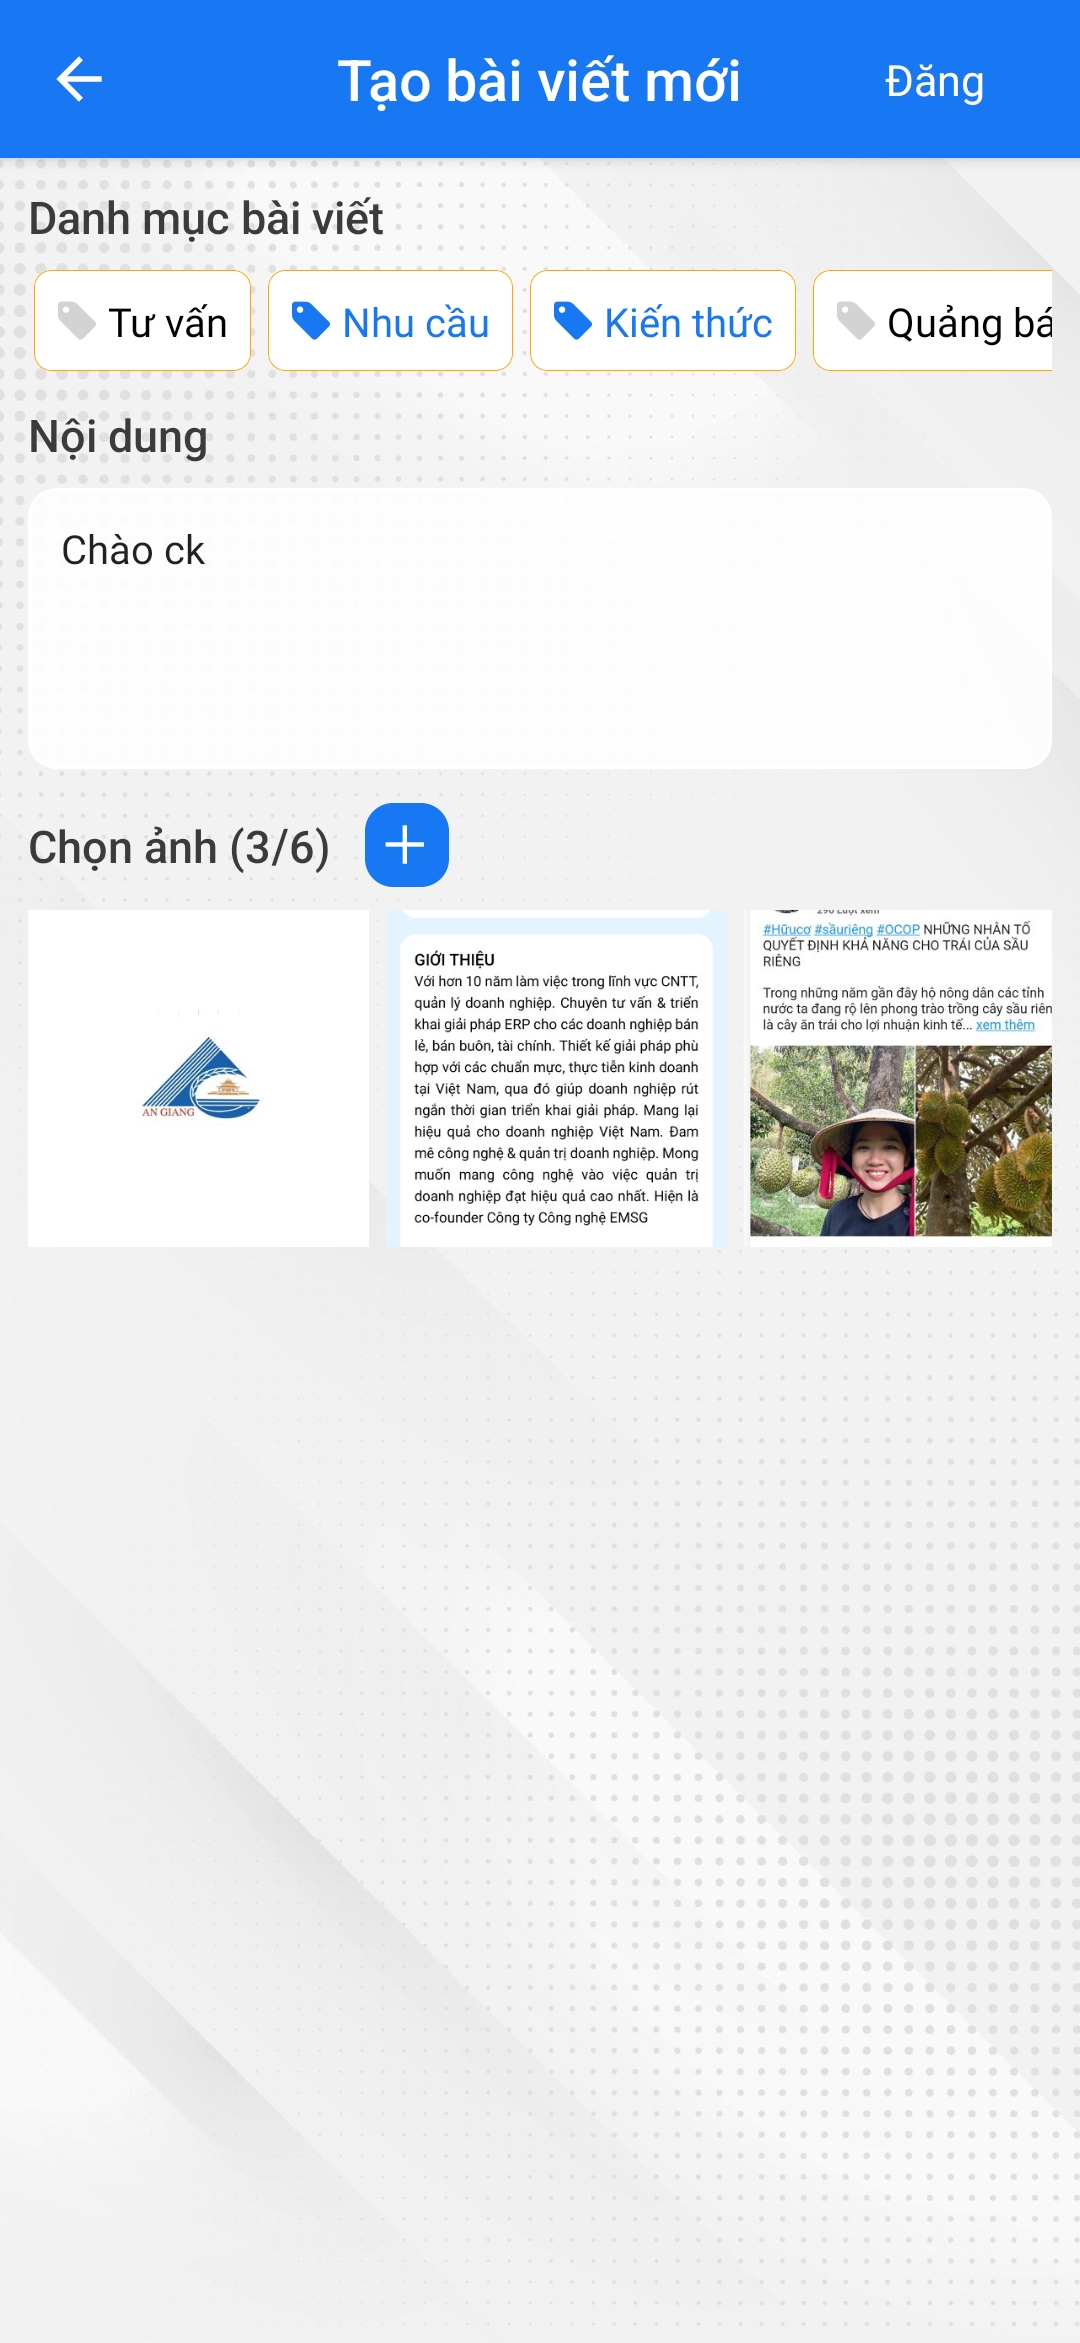 Tạo bài viết mới
Đăng
Danh mục bài viết
Tư vấn
Nhu cầu
Kiến thức
Quảng bá
Nội dung
Chào ck
Chọn ảnh (3/6)
AN GIANG
GIỚI THIỆU
Với hơn 10 năm làm việc trong lĩnh vực CNTT,
quản lý doanh nghiệp. Chuyên tư vấn & triển
khai giải pháp ERP cho các doanh nghiệp bán
lẻ, bán buôn, tài chính. Thiết kế giải pháp phù
hợp với các chuẩn mực, thực tiễn kinh doanh
tại Việt Nam, qua đó giúp doanh nghiệp rút
ngắn thời gian triển khai giải pháp. Mang lại
hiệu quả cho doanh nghiệp Việt Nam. Đam
mê công nghệ & quản trị doanh nghiệp. Mong
muốn mang công nghệ vào việc quản trị
doanh nghiệp đạt hiệu quả cao nhất. Hiện là
co-founder Công ty Công nghệ EMSG
#Hữucơ #sầuriêng #OCOP NHỮNG NHÂN TỐ
QUYẾT ĐỊNH KHẢ NĂNG CHO TRÁI CỦA SẦU
RIÊNG
Trong những năm gần đây hộ nông dân các tỉnh
nước ta đang rộ lên phong trào trồng cây sầu riên
là cây ăn trái cho lợi nhuận kinh tế... xem thêm